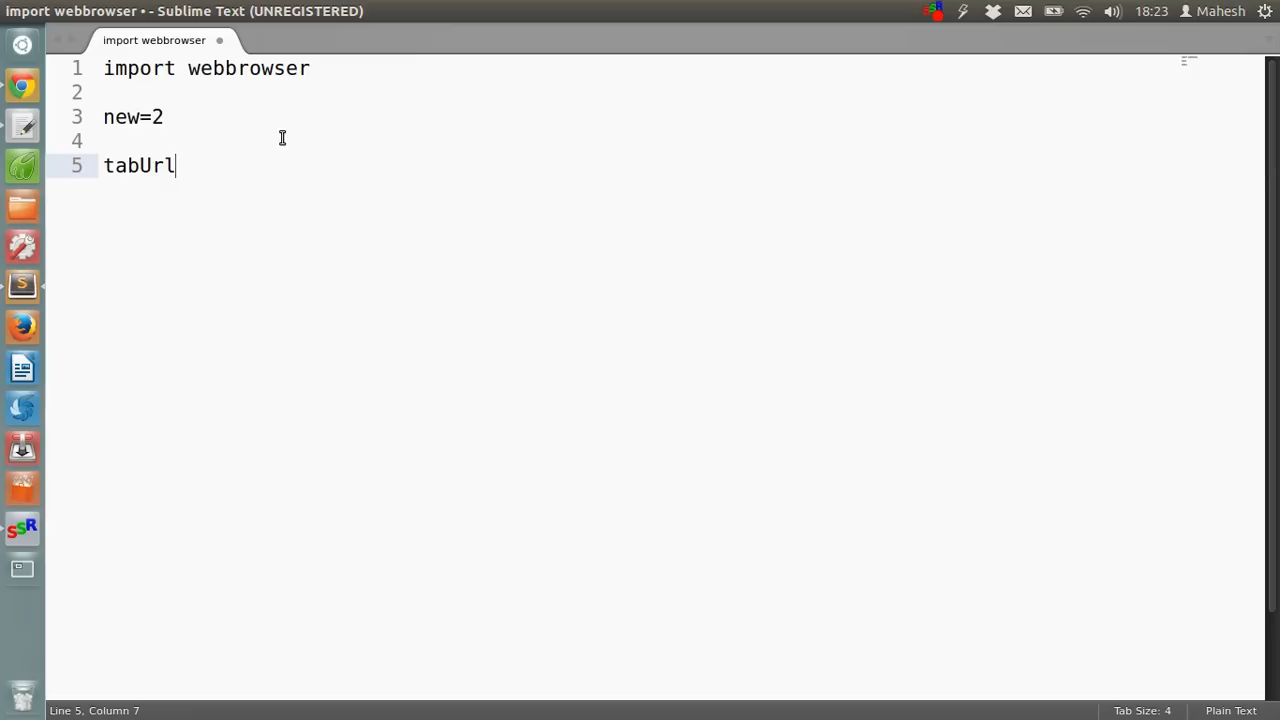 import webbrowser • - Sublime Text (UNREGISTERED)
18:23 Mahesh
import webbrowser
1 import webbrowser
2
3 new=2
4
5 tabUrl
S
SSR
Line 5, Column 7
Tab Size: 4 Plain Text